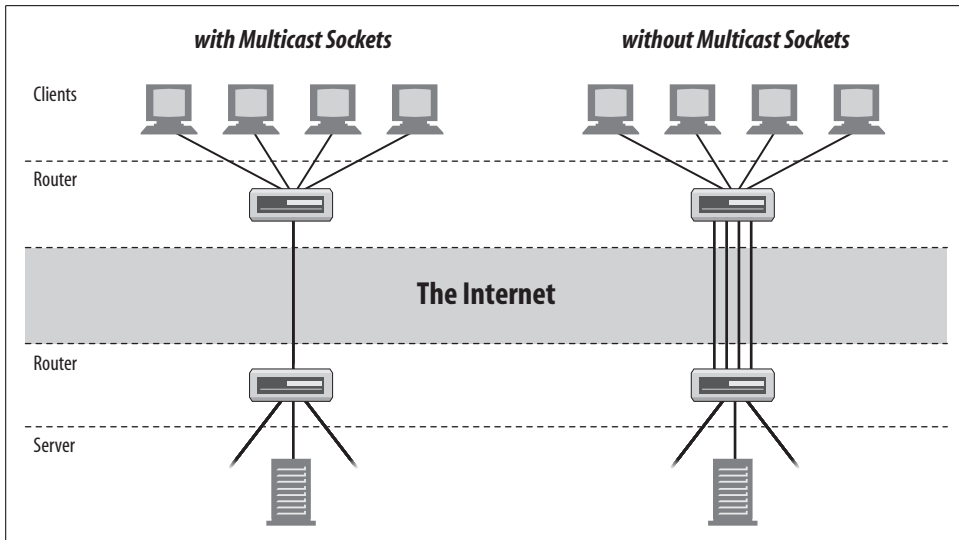 with Multicast Sockets
without Multicast Sockets
Clients
Router
The Internet
Router
Server